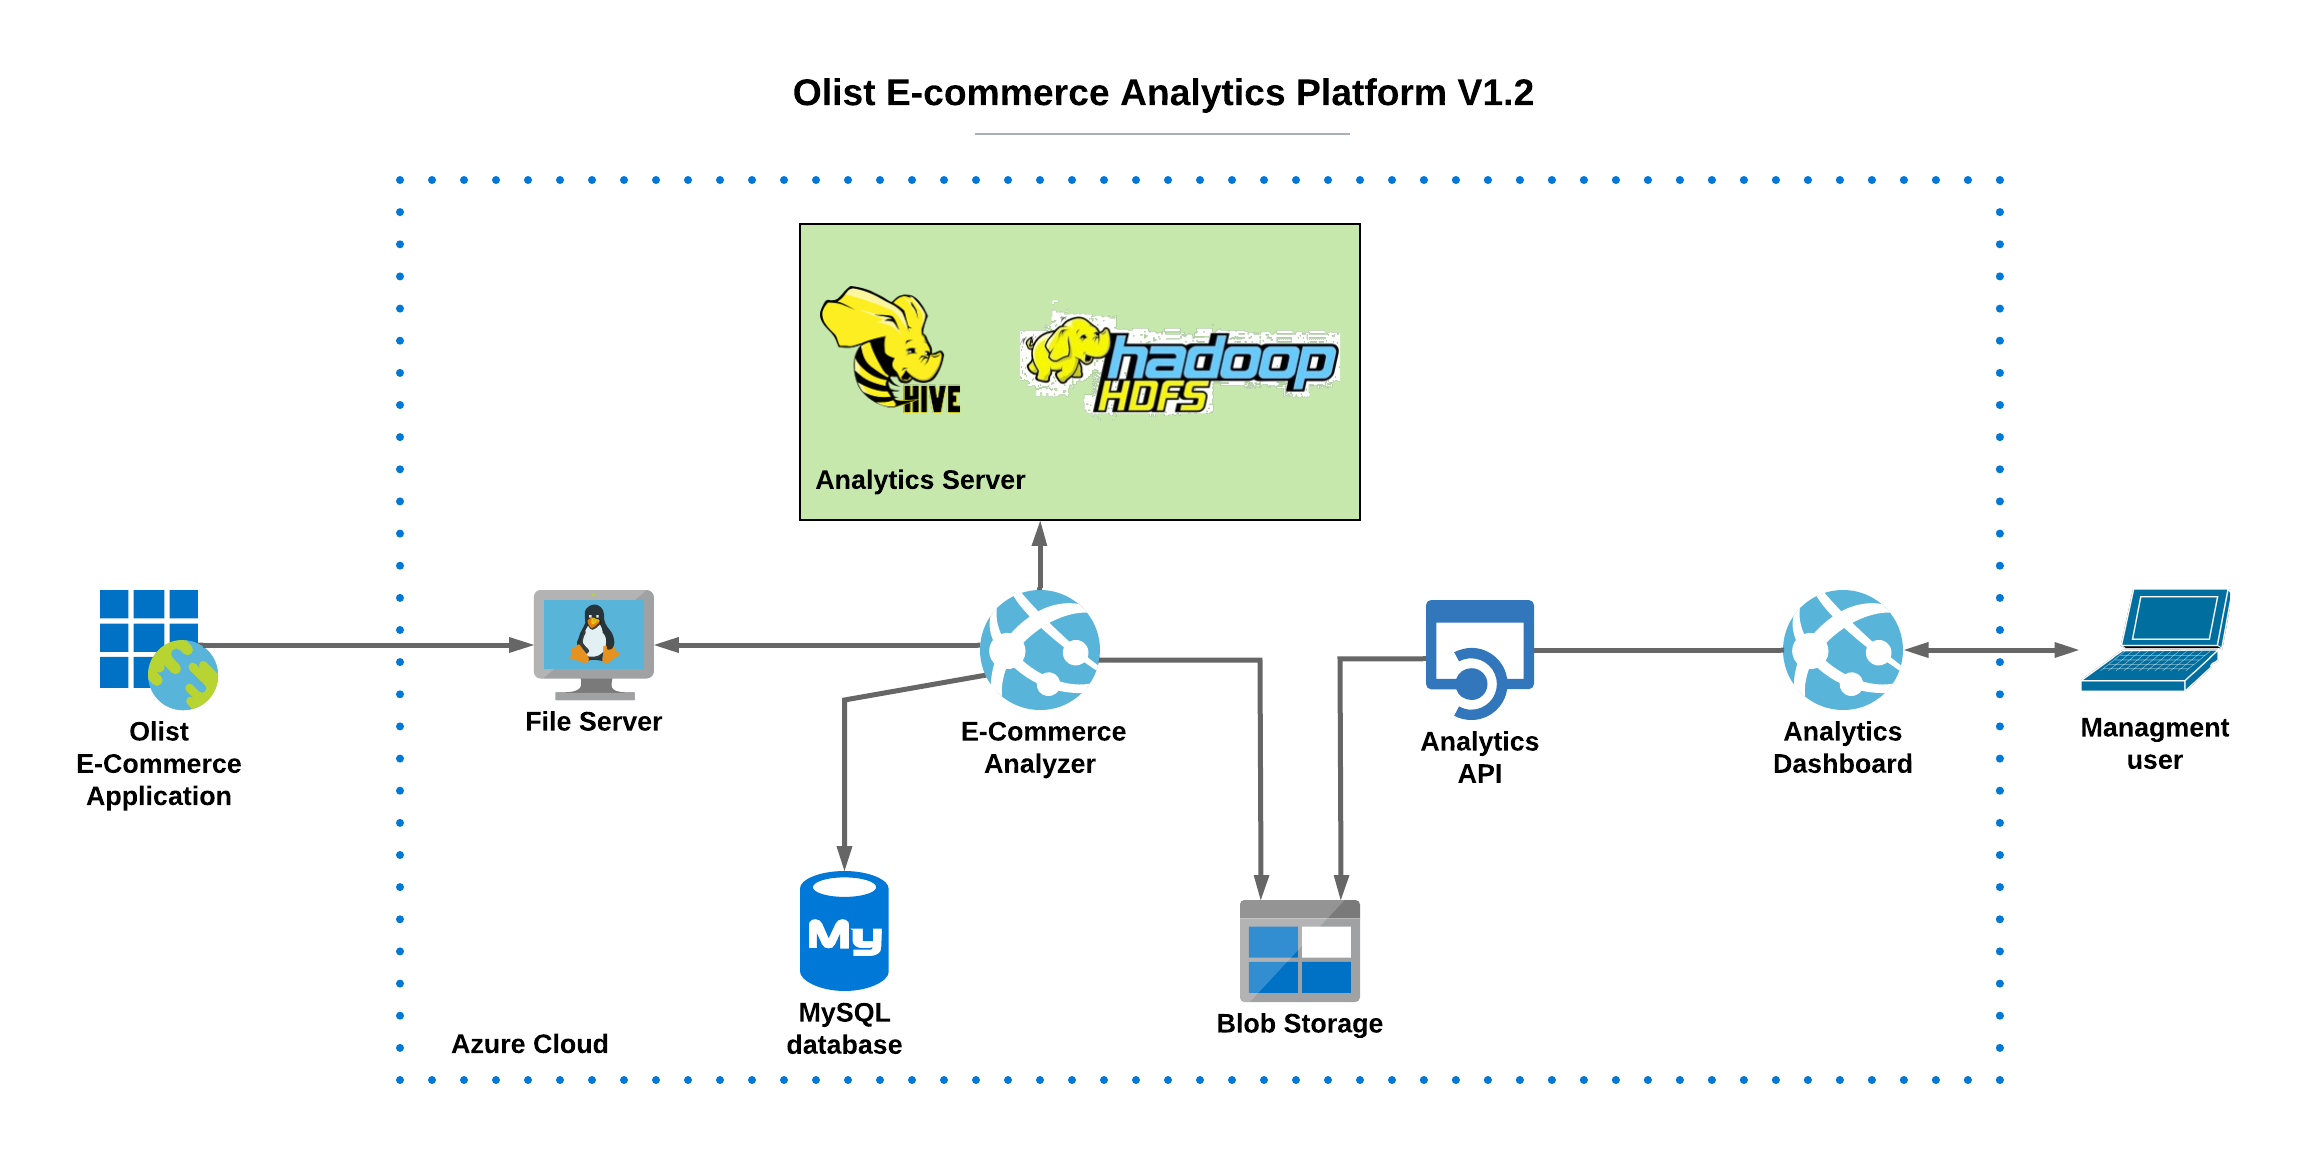 Olist E-commerce Analytics Platform V1.2
HIVE
hadoop
HDFS
Analytics Server
Olist
E-Commerce
Application
File Server
E-Commerce
Analyzer
Analytics
API
Analytics
Dashboard
Managment
user
My
MySQL
database
Blob Storage
Azure Cloud